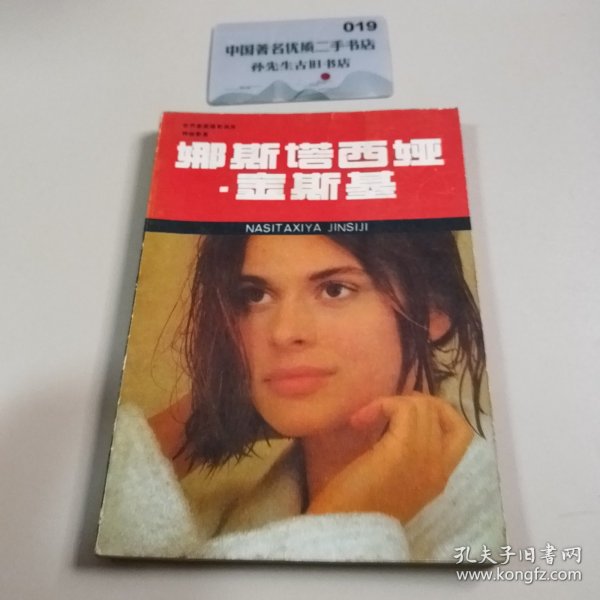 019
中国著名优质二手书店
孙先生古旧书店
娜斯塔西娅
·金斯基
NASITAXIYA JINSIJI
孔夫子旧书网
www.kongfz.com